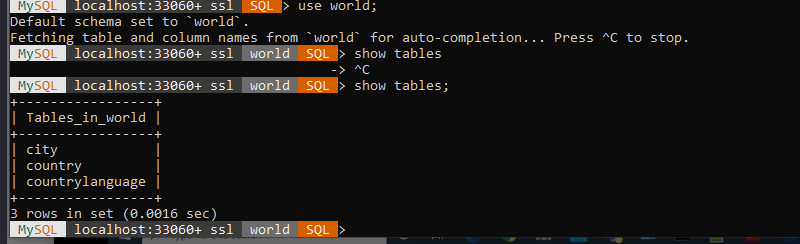 MySQL localhost:33060+ ssl SQL > use world;
Default schema set to `world`.
Fetching table and column names from `world` for auto-completion... Press ^C to stop.
MySQL localhost:33060+ ssl world SQL > show tables
-> ^C
MySQL localhost:33060+ ssl world SQL > show tables;
+-----------------+
| Tables_in_world |
+-----------------+
| city            |
| country         |
| countrylanguage |
+-----------------+
3 rows in set (0.0016 sec)
MySQL localhost:33060+ ssl world SQL >